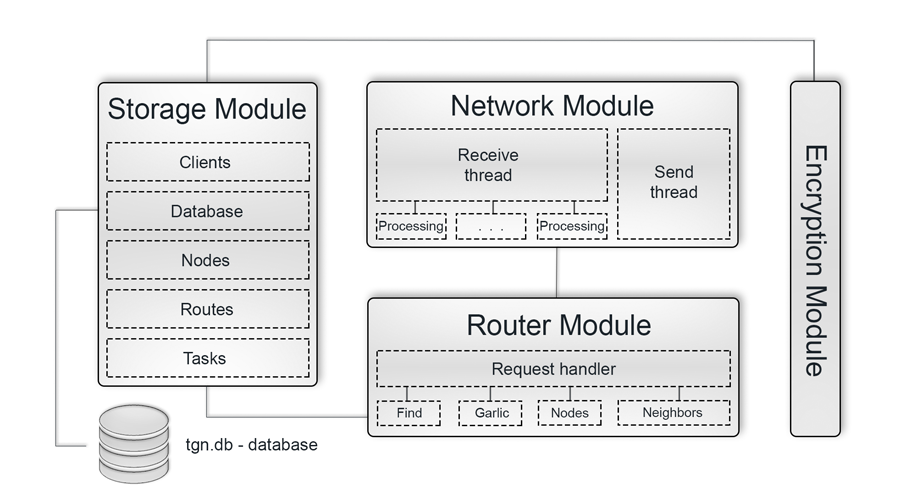 Storage Module
Clients
Database
Nodes
Routes
Tasks
tgn.db - database
Network Module
Receive
thread
Send
thread
Processing
. . .
Processing
Router Module
Request handler
Find
Garlic
Nodes
Neighbors
Encryption Module